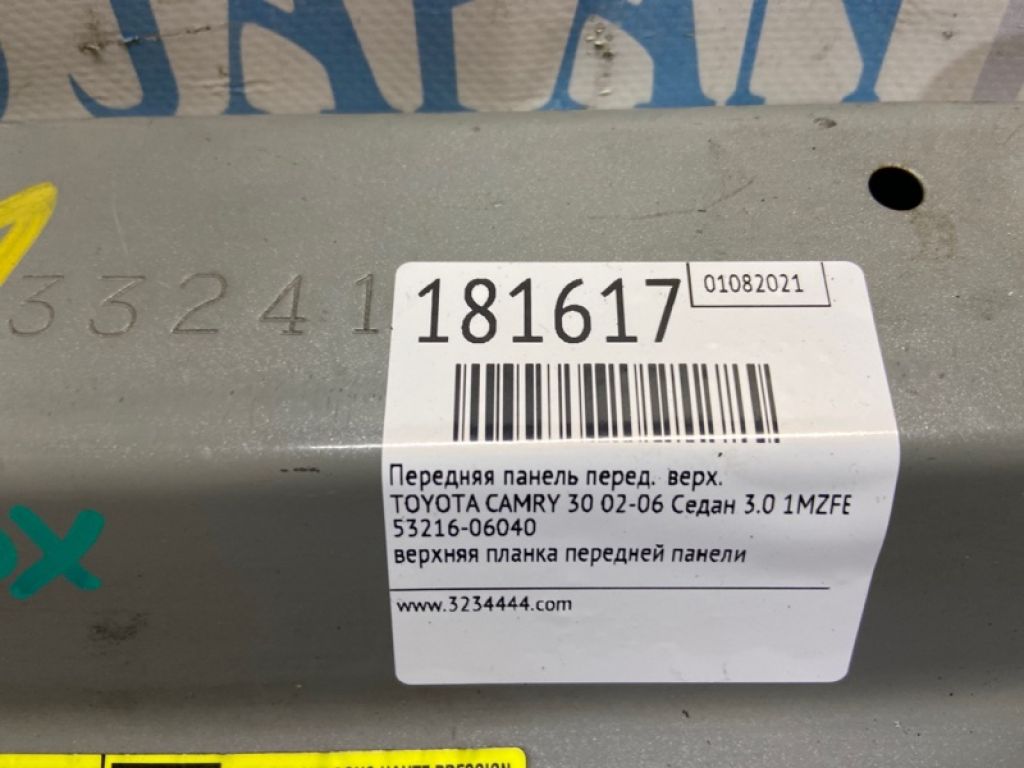 JAPAN
33241
181617
01082021
Передняя панель перед. верх.
TOYOTA CAMRY 30 02-06 Седан 3.0 1MZFE
53216-06040
верхняя планка передней панели
www.3234444.com